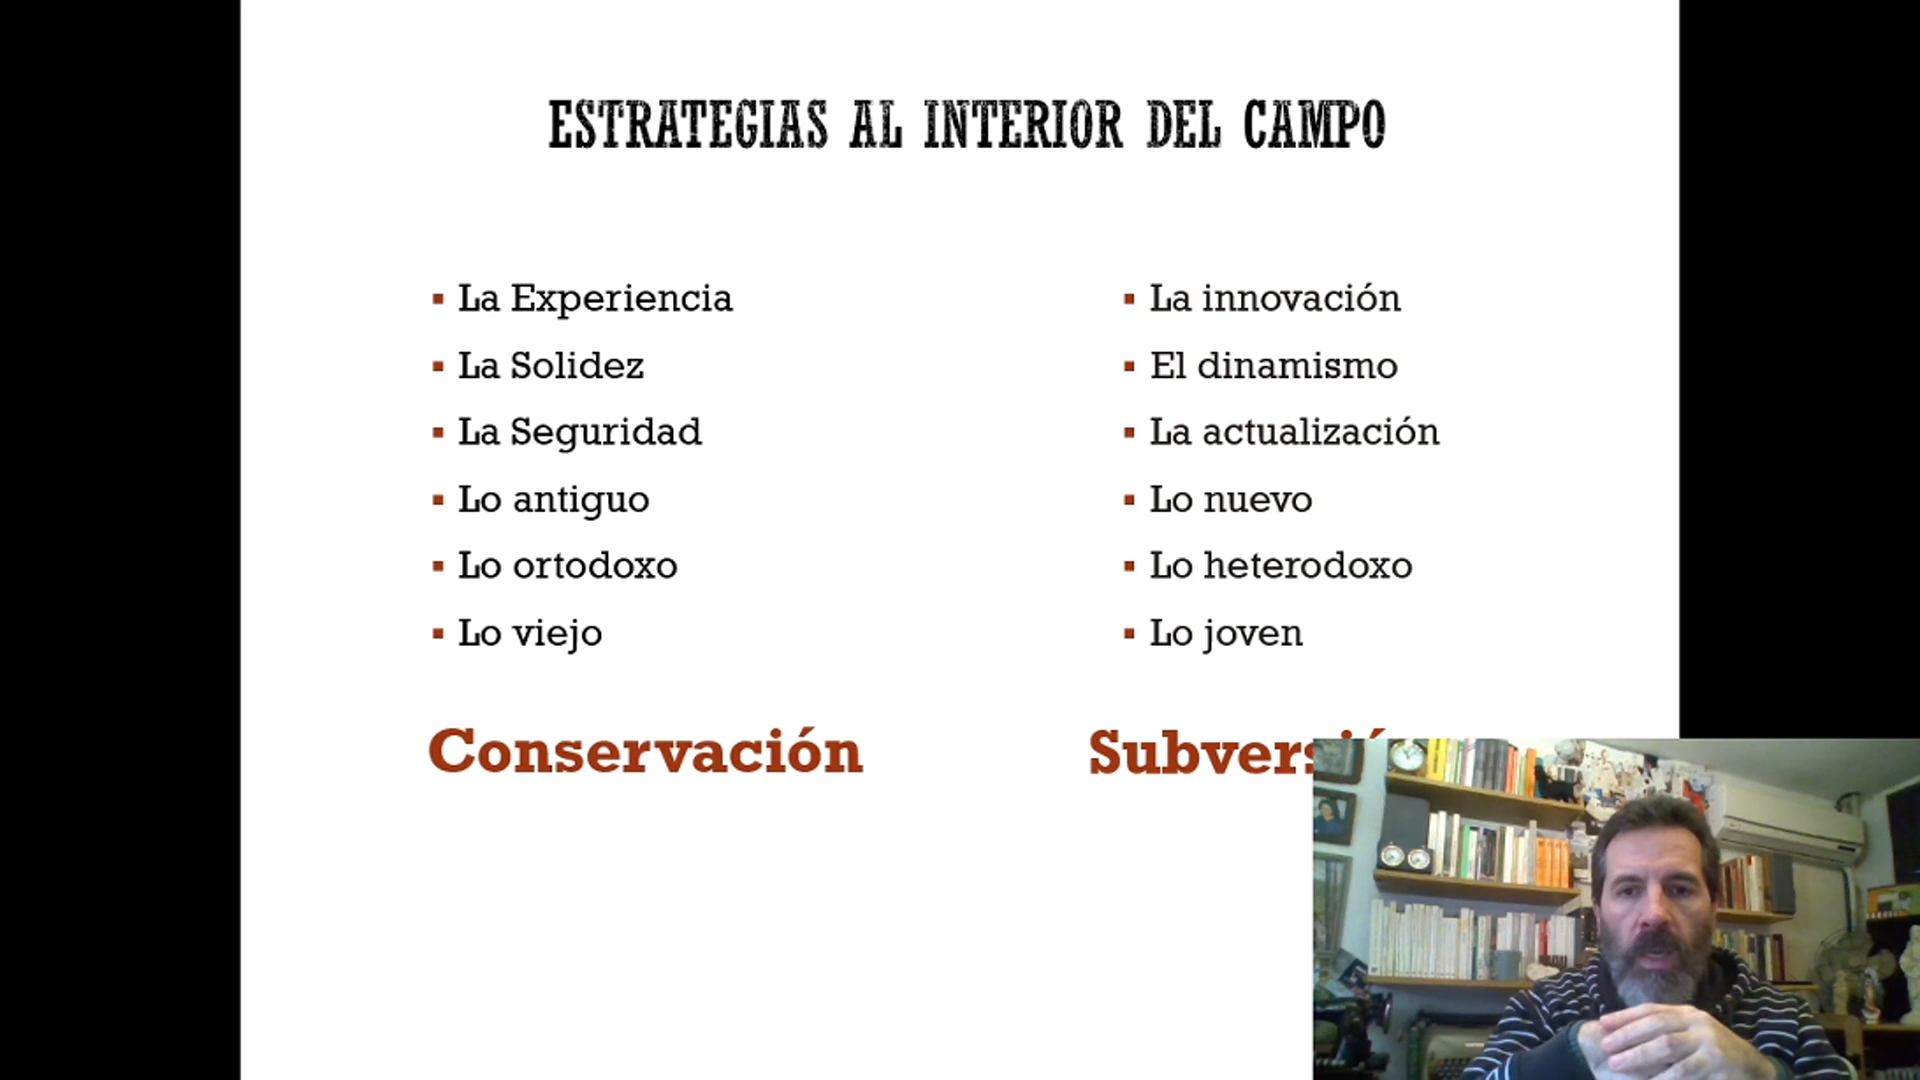 ESTRATEGIAS AL INTERIOR DEL CAMPO
La Experiencia
La Solidez
La Seguridad
Lo antiguo
Lo ortodoxo
Lo viejo
La innovación
El dinamismo
La actualización
Lo nuevo
Lo heterodoxo
Lo joven
Conservación